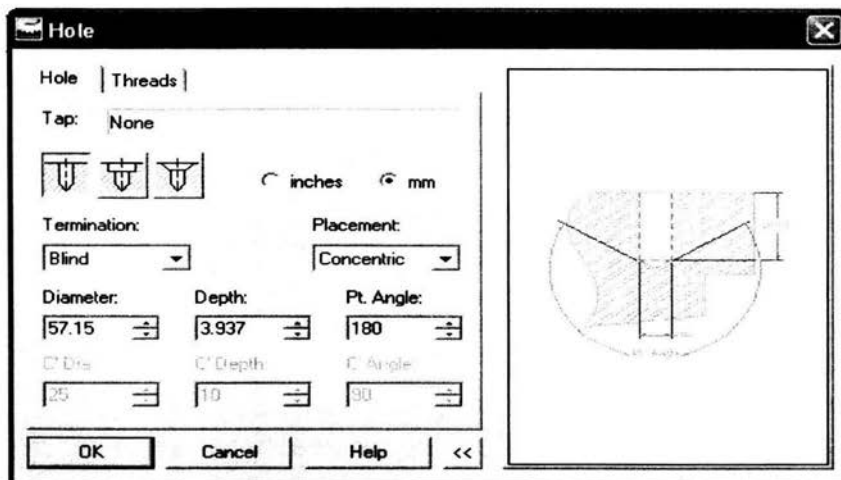 Hole
Hole Threads
Tap: None
inches mm
Termination: Placement:
Blind Concentric
Diameter: Depth: Pt. Angle:
57.15 3.937 180
C' Dia C' Depth: C' Angle
25 10 90
OK Cancel Help <<